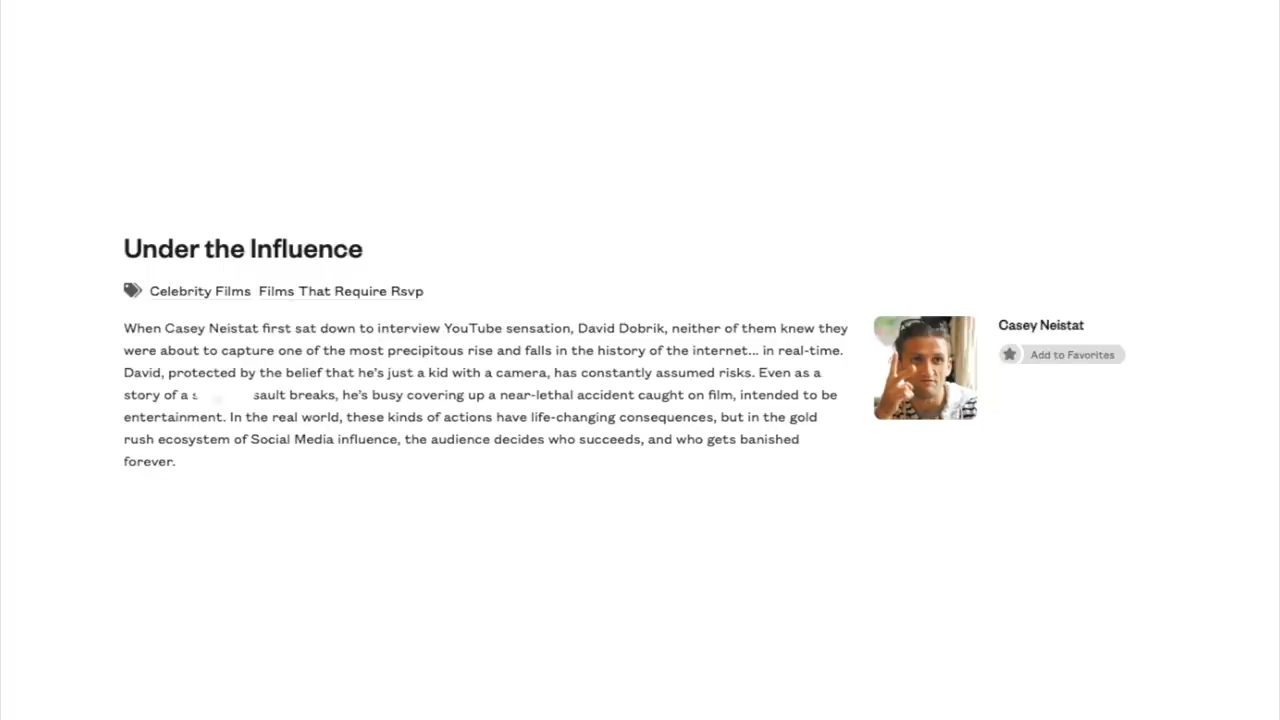 Under the Influence
Celebrity Films Films That Require Rsvp
When Casey Neistat first sat down to interview YouTube sensation, David Dobrik, neither of them knew they
were about to capture one of the most precipitous rise and falls in the history of the internet... in real-time.
David, protected by the belief that he's just a kid with a camera, has constantly assumed risks. Even as a
story of a s sault breaks, he's busy covering up a near-lethal accident caught on film, intended to be
entertainment. In the real world, these kinds of actions have life-changing consequences, but in the gold
rush ecosystem of Social Media influence, the audience decides who succeeds, and who gets banished
forever.
Casey Neistat
Add to Favorites